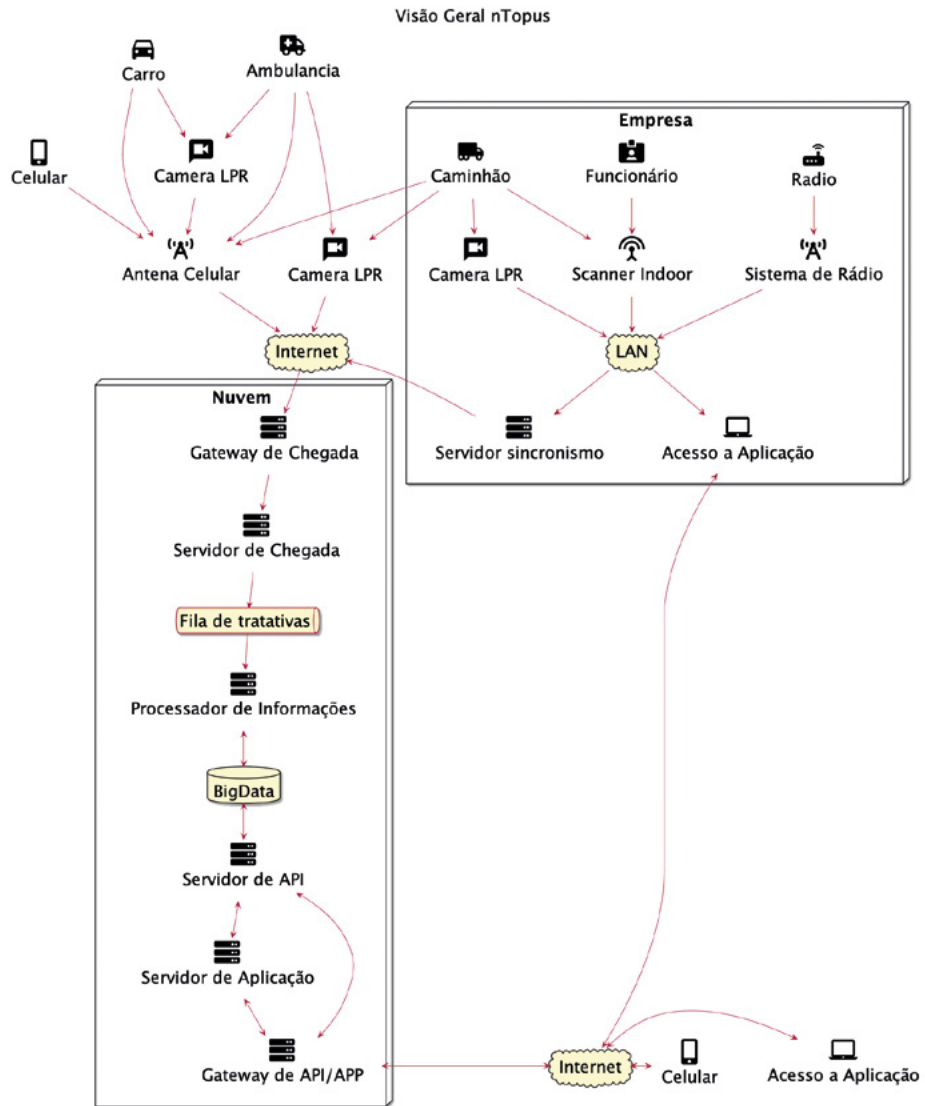 Visão Geral nTopus
Carro
Ambulancia
Empresa
Celular
Camera LPR
Caminhão
Funcionário
Radio
Antena Celular
Camera LPR
Camera LPR
Scanner Indoor
Sistema de Rádio
Internet
LAN
Nuvem
Gateway de Chegada
Servidor sincronismo
Acesso a Aplicação
Servidor de Chegada
Fila de tratativas
Processador de Informações
BigData
Servidor de API
Servidor de Aplicação
Gateway de API/APP
Internet
Celular
Acesso a Aplicação